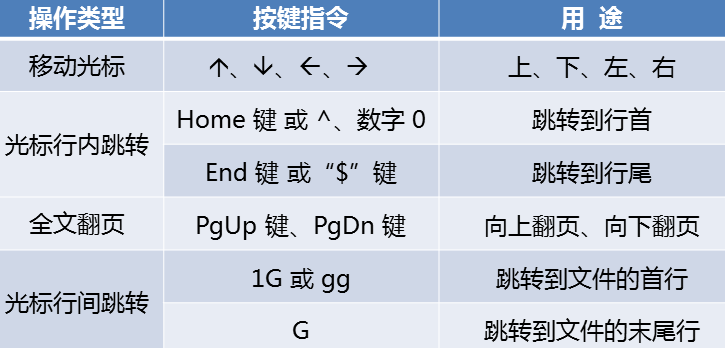 操作类型 按键指令 用 途
移动光标 ↑、↓、←、→ 上、下、左、右
光标行内跳转 Home 键 或 ^、数字 0 跳转到行首
End 键 或“$”键 跳转到行尾
全文翻页 PgUp 键、PgDn 键 向上翻页、向下翻页
光标行间跳转 1G 或 gg 跳转到文件的首行
G 跳转到文件的末尾行